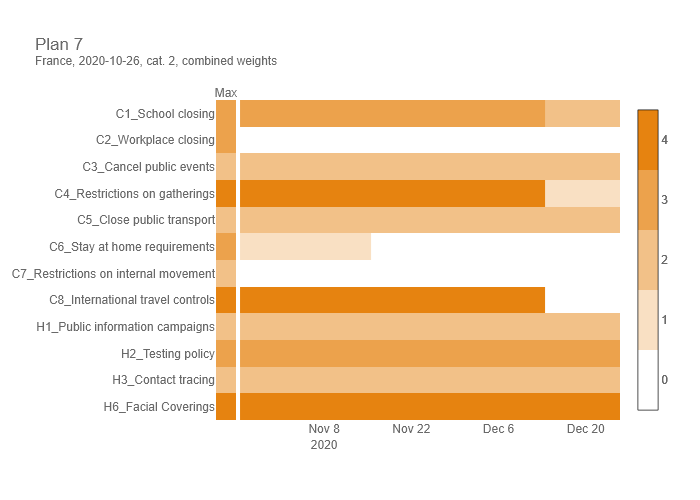 Plan 7
France, 2020-10-26, cat. 2, combined weights
Max
C1_School closing
C2_Workplace closing
C3_Cancel public events
C4_Restrictions on gatherings
C5_Close public transport
C6_Stay at home requirements
C7_Restrictions on internal movement
C8_International travel controls
H1_Public information campaigns
H2_Testing policy
H3_Contact tracing
H6_Facial Coverings
Nov 8 Nov 22 Dec 6 Dec 20
2020
4
3
2
1
0